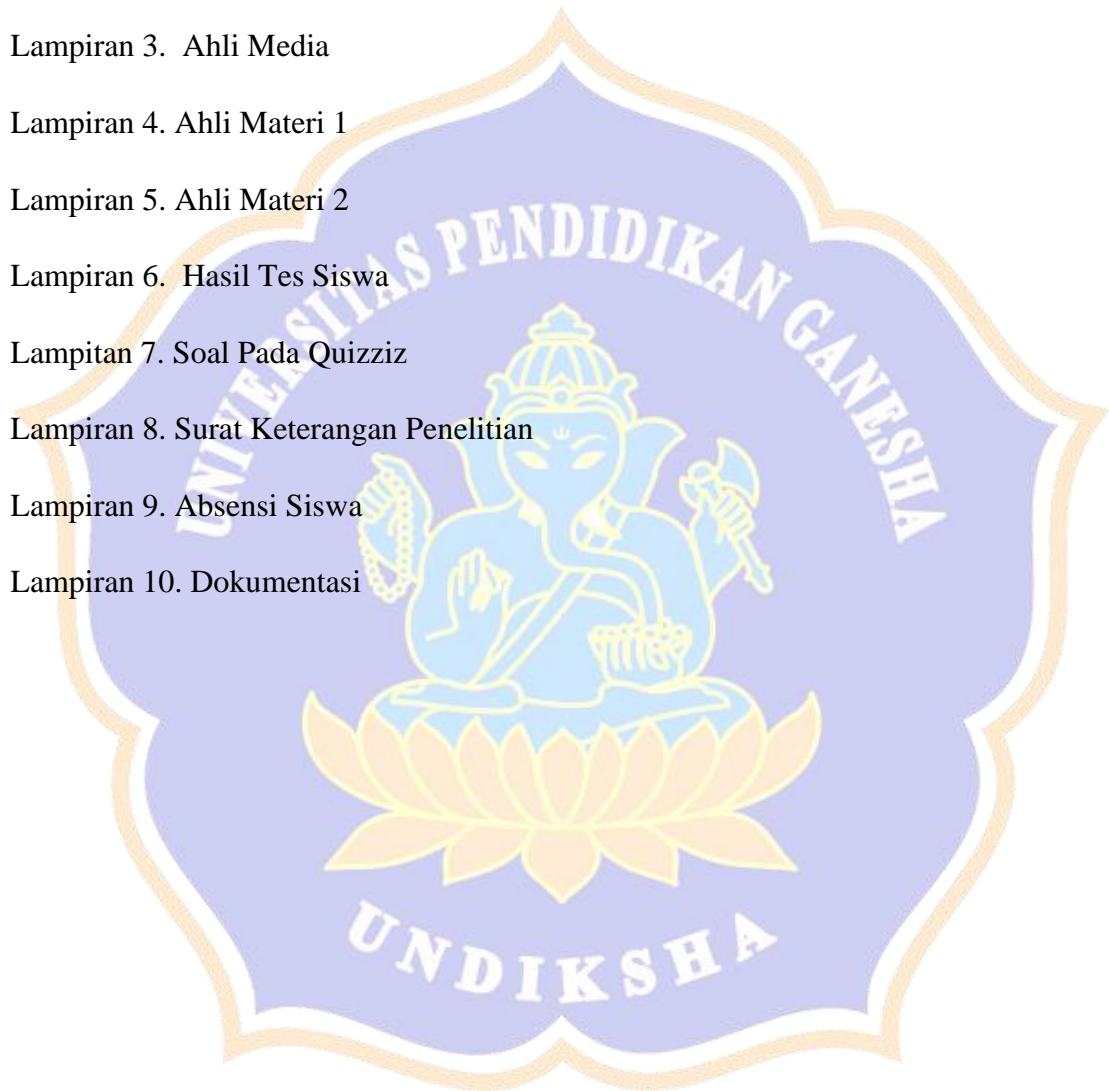 Lampiran 3.  Ahli Media
Lampiran 4. Ahli Materi 1
Lampiran 5. Ahli Materi 2
Lampiran 6.  Hasil Tes Siswa
Lampitan 7. Soal Pada Quizziz
Lampiran 8. Surat Keterangan Penelitian
Lampiran 9. Absensi Siswa
Lampiran 10. Dokumentasi
UNIVERSITAS PENDIDIKAN GANESHA
UNDIKSHA